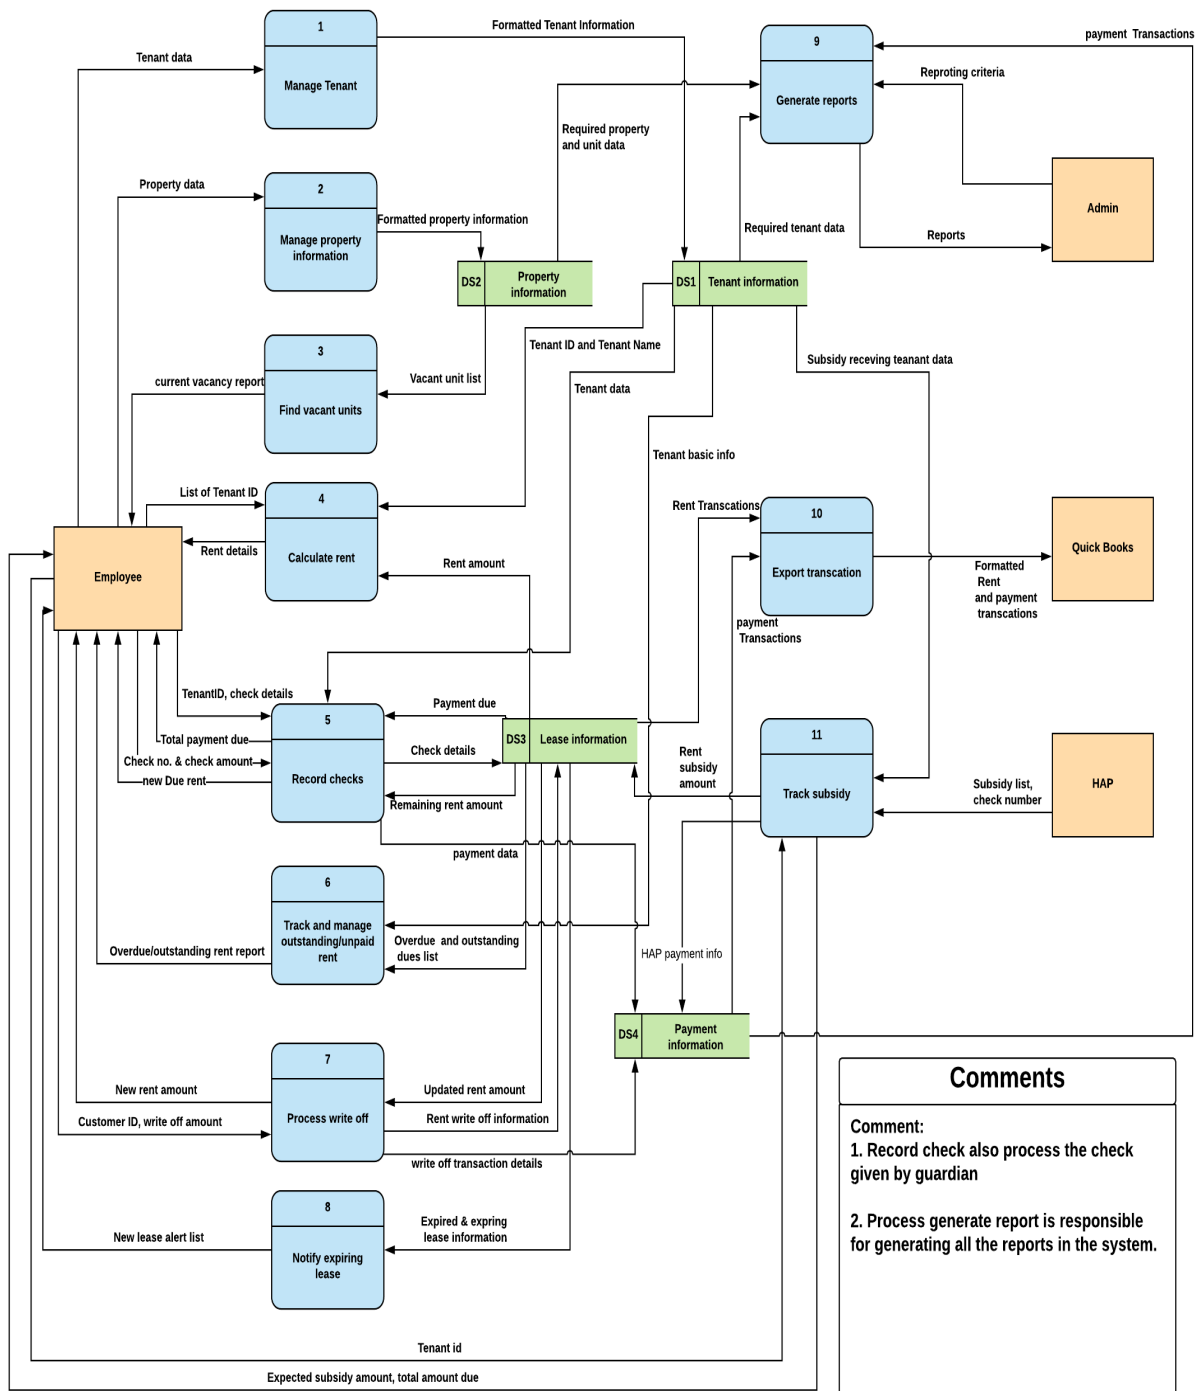 1
Manage Tenant
Formatted Tenant Information
9
Generate reports
payment  Transactions
Reproting criteria
Tenant data
Required property
and unit data
2
Manage property
information
Property data
Formatted property information
Required tenant data
Reports
Admin
DS2
Property
information
DS1
Tenant information
3
Find vacant units
current vacancy report
Vacant unit list
Tenant ID and Tenant Name
Tenant data
Subsidy receving teanant data
Tenant basic info
4
Calculate rent
List of Tenant ID
Rent details
Rent amount
Employee
Rent Transcations
10
Export transcation
Quick Books
Formatted
Rent
and payment
transcations
payment
Transactions
TenantID, check details
5
Record checks
Total payment due
Check no. & check amount
new Due rent
Payment due
Check details
Remaining rent amount
DS3
Lease information
Rent
subsidy
amount
11
Track subsidy
Subsidy list,
check number
HAP
payment data
6
Track and manage
outstanding/unpaid
rent
Overdue/outstanding rent report
Overdue  and outstanding
dues list
HAP payment info
DS4
Payment
information
7
Process write off
New rent amount
Customer ID, write off amount
Updated rent amount
Rent write off information
write off transaction details
8
Notify expiring
lease
New lease alert list
Expired & expring
lease information
Tenant id
Expected subsidy amount, total amount due
Comments
Comment:
1. Record check also process the check
given by guardian
2. Process generate report is responsible
for generating all the reports in the system.